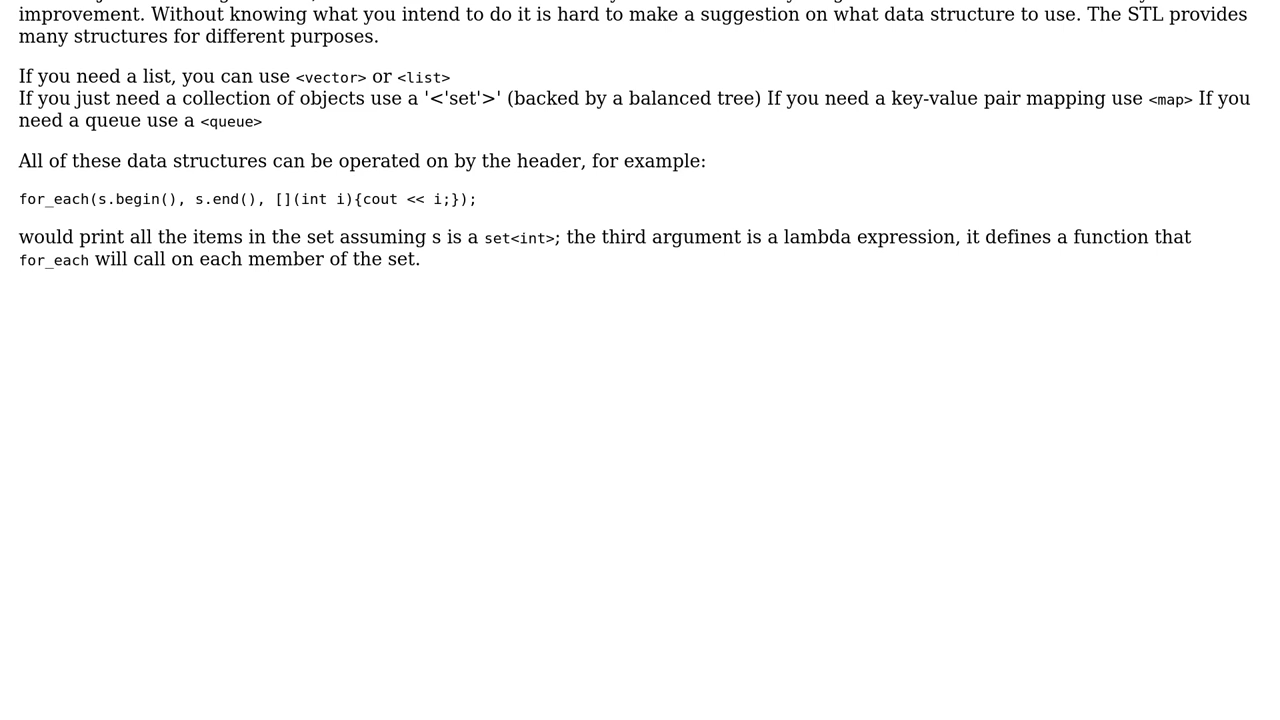 improvement. Without knowing what you intend to do it is hard to make a suggestion on what data structure to use. The STL provides
many structures for different purposes.
If you need a list, you can use <vector> or <list>
If you just need a collection of objects use a '<'set'>' (backed by a balanced tree) If you need a key-value pair mapping use <map> If you
need a queue use a <queue>
All of these data structures can be operated on by the header, for example:
for_each(s.begin(), s.end(), [](int i){cout << i;});
would print all the items in the set assuming s is a set<int>; the third argument is a lambda expression, it defines a function that
for_each will call on each member of the set.